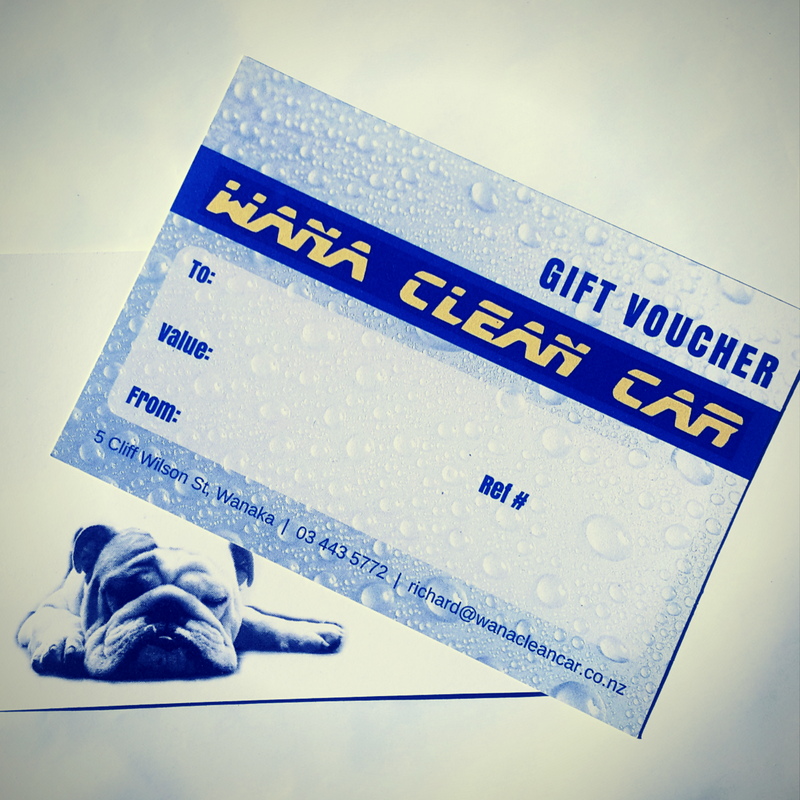 GIFT VOUCHER
WANA CLEAN CAR
To:
Value:
From:
Ref #
5 Cliff Wilson St, Wanaka | 03 443 5772 | richard@wanacleancar.co.nz